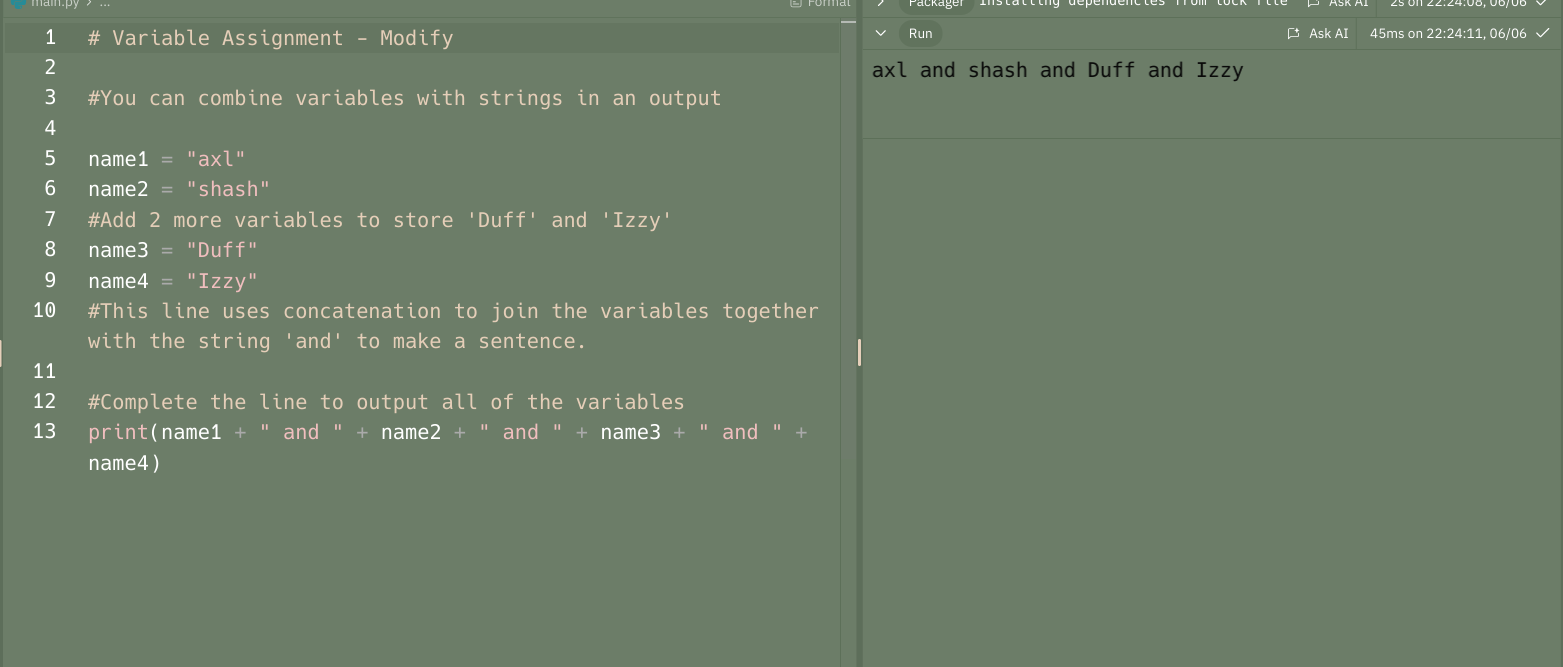 main.py > ...
Format
1 # Variable Assignment - Modify
2
3 #You can combine variables with strings in an output
4
5 name1 = "axl"
6 name2 = "shash"
7 #Add 2 more variables to store 'Duff' and 'Izzy'
8 name3 = "Duff"
9 name4 = "Izzy"
10 #This line uses concatenation to join the variables together
with the string 'and' to make a sentence.
11
12 #Complete the line to output all of the variables
13 print(name1 + " and " + name2 + " and " + name3 + " and " +
name4)
Packager Installing dependencies from lock file Ask AI 2s on 22:24:08, 06/06
Run Ask AI 45ms on 22:24:11, 06/06
axl and shash and Duff and Izzy